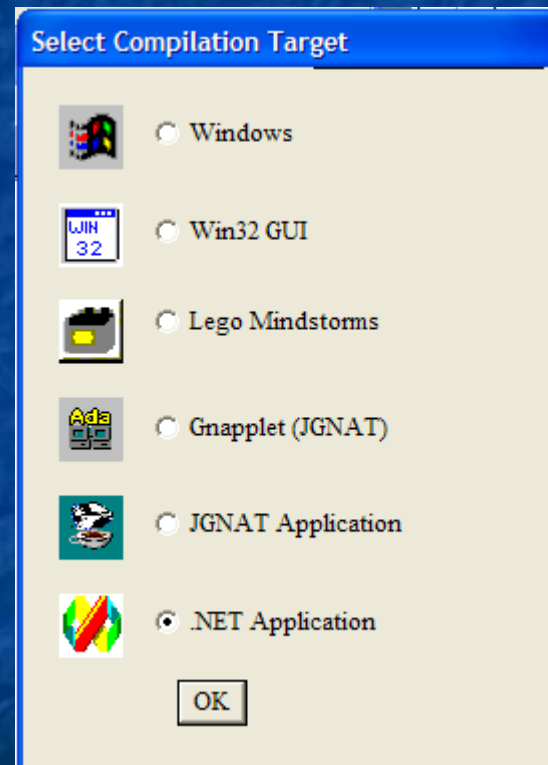 Select Compilation Target
Windows
WIN
32
Win32 GUI
Lego Mindstorms
Ada
Gnapplet (JGNAT)
JGNAT Application
.NET Application
OK